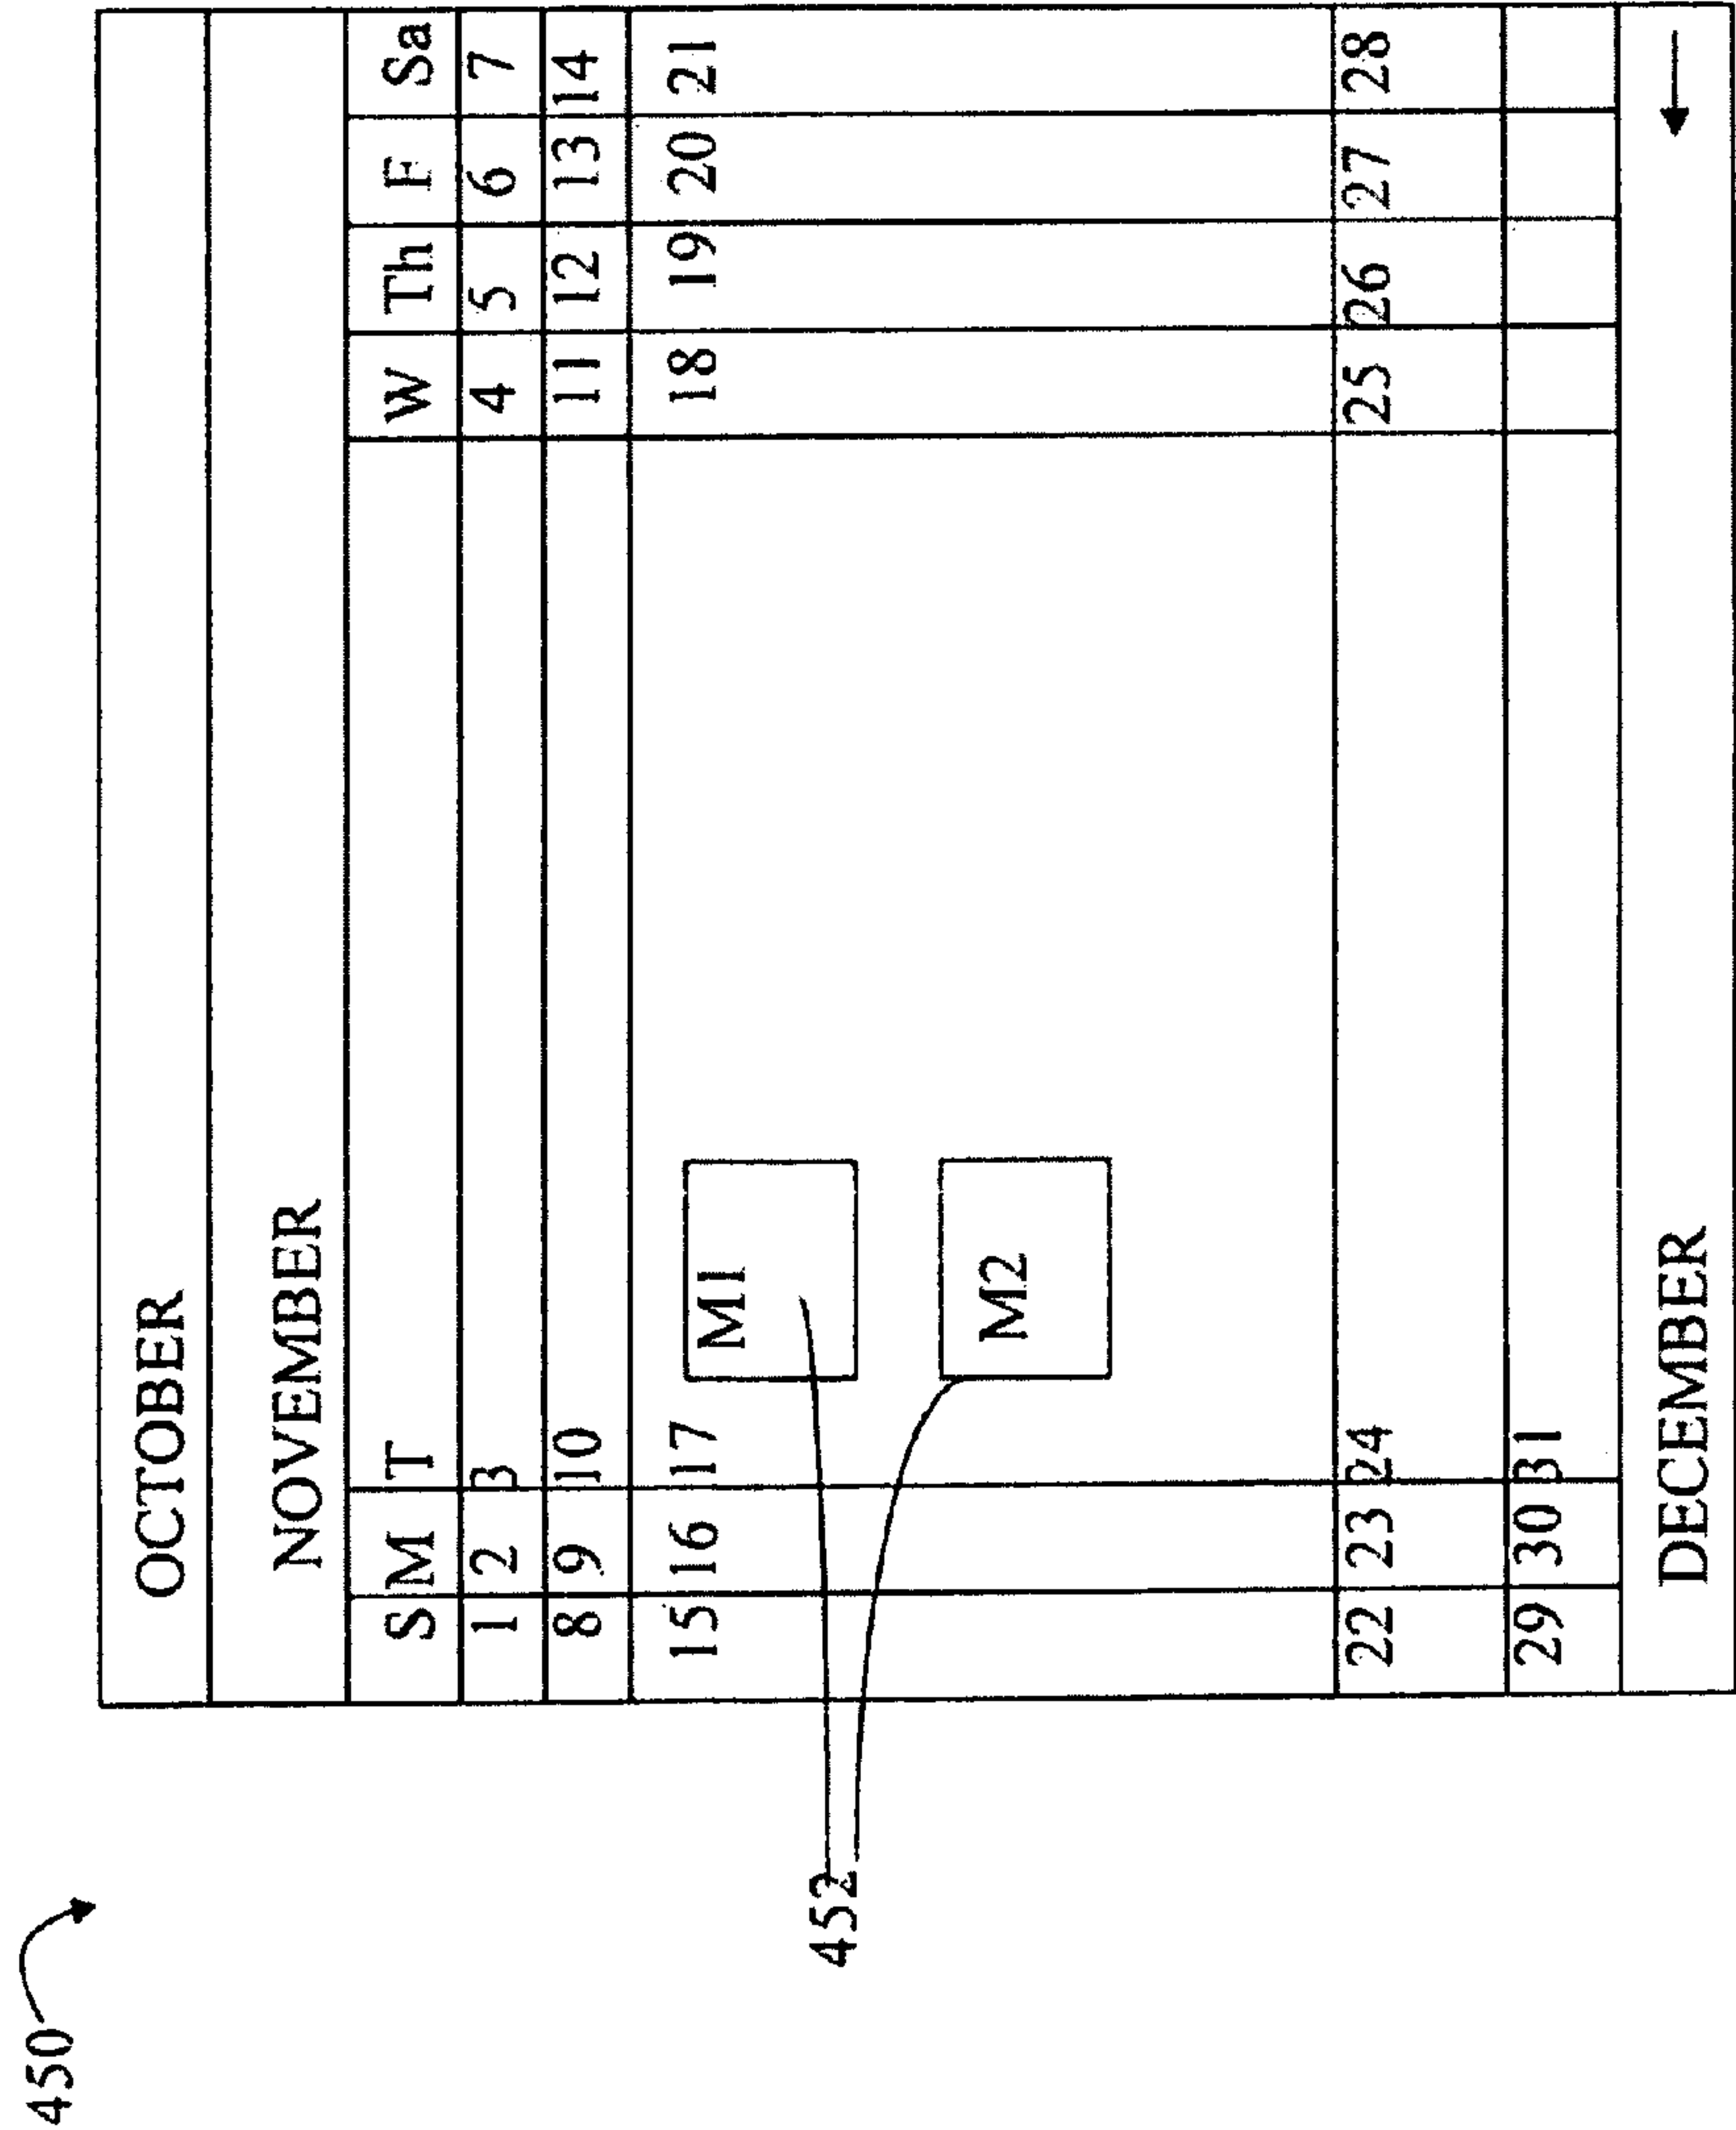 450
OCTOBER
NOVEMBER
S M T W Th F Sa
1 2 3 4 5 6 7
8 9 10 11 12 13 14
15 16 17 18 19 20 21
M1
452
M2
22 23 24 25 26 27 28
29 30 31
DECEMBER